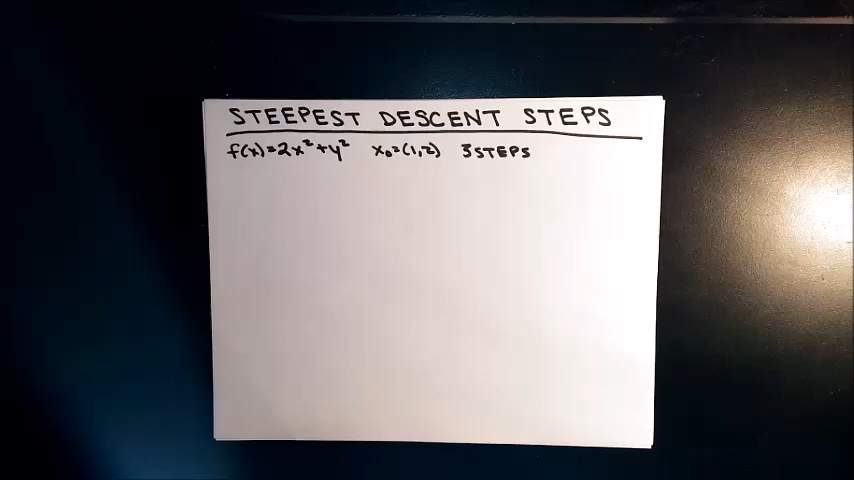 STEEPEST DESCENT STEPS
f(x)=2x²+y² x₀=(1,2) 3 STEPS